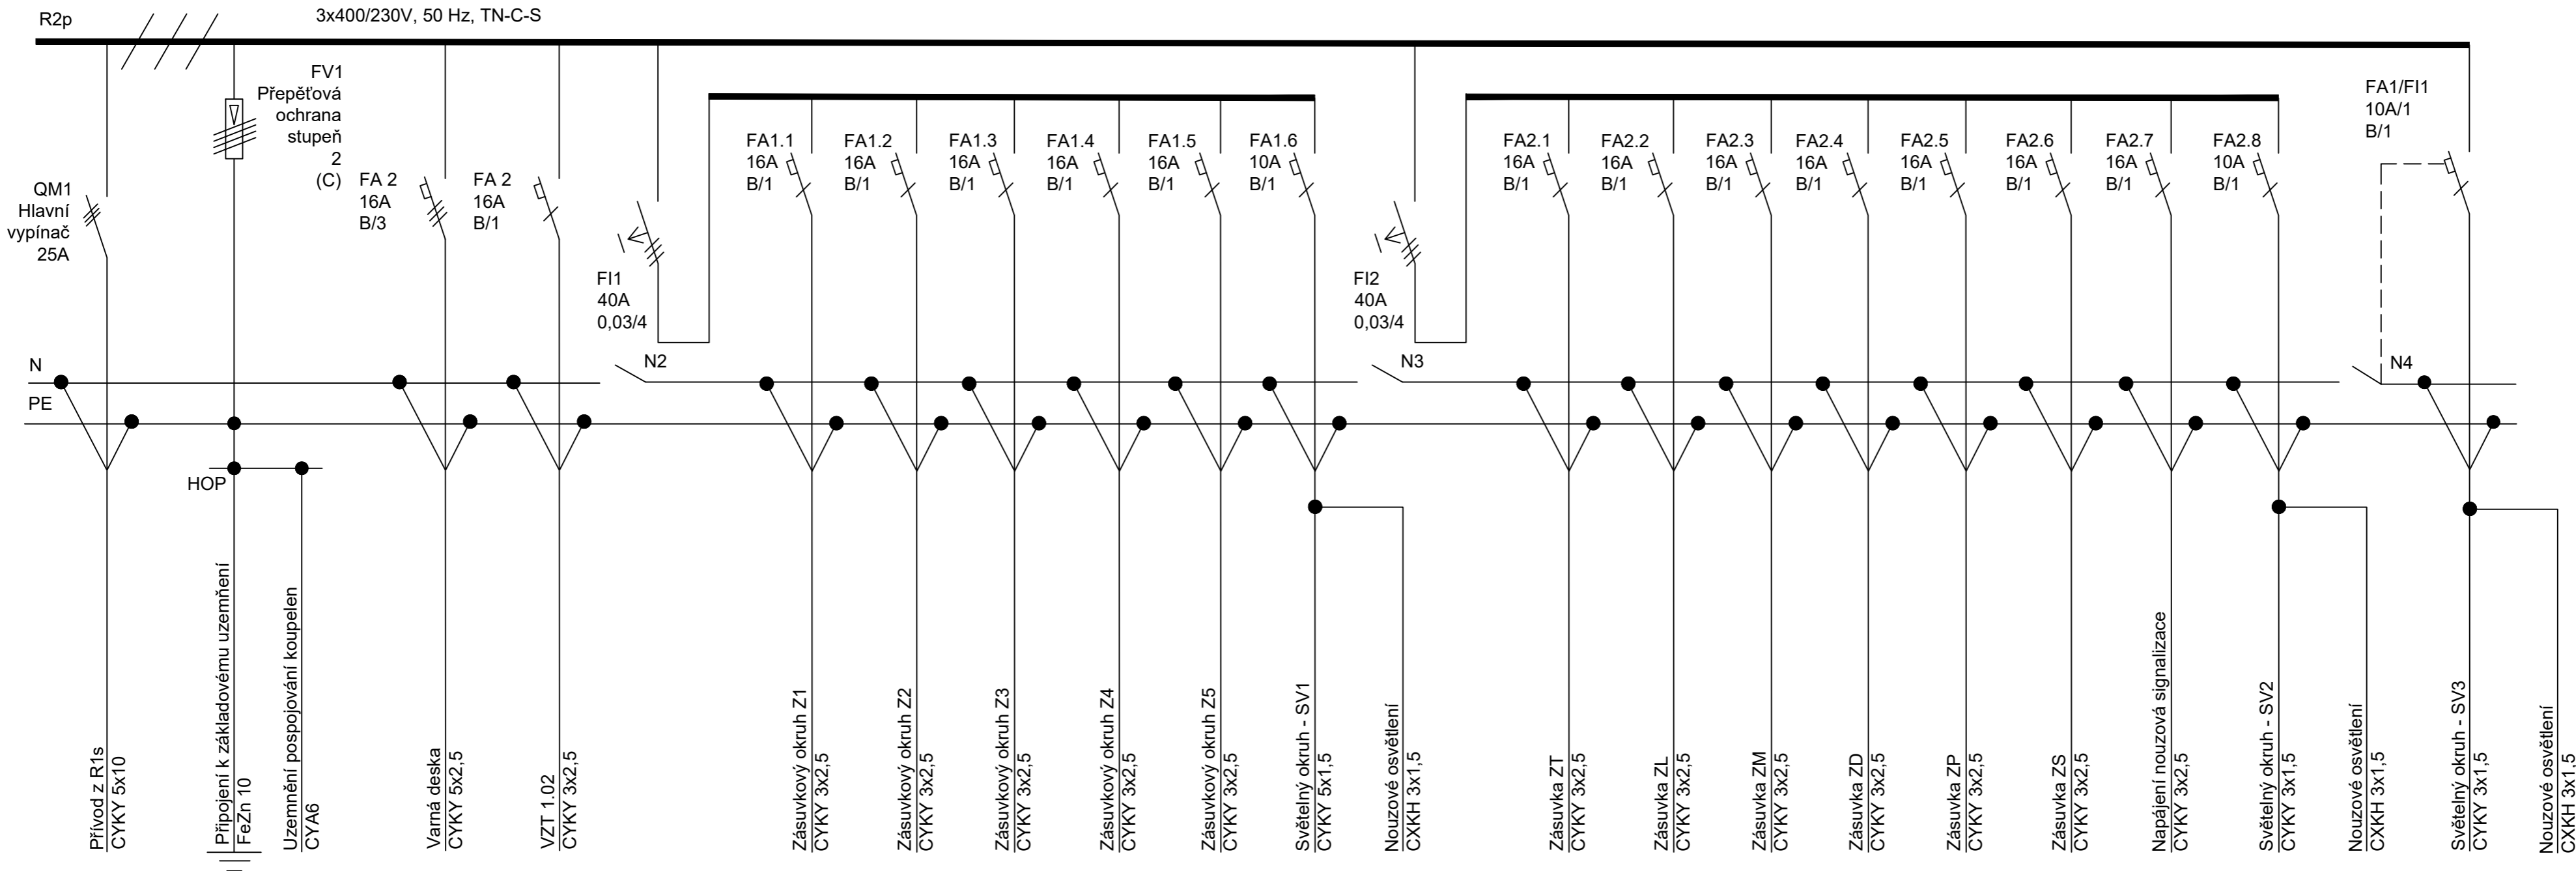 R2p
3x400/230V, 50 Hz, TN-C-S
QM1
Hlavní
vypínač
25A
FV1
Přepěťová
ochrana
stupeň
2
(C)
FA 2
16A
B/3
FA 2
16A
B/1
FI1
40A
0,03/4
FA1.1
16A
B/1
FA1.2
16A
B/1
FA1.3
16A
B/1
FA1.4
16A
B/1
FA1.5
16A
B/1
FA1.6
10A
B/1
FI2
40A
0,03/4
FA2.1
16A
B/1
FA2.2
16A
B/1
FA2.3
16A
B/1
FA2.4
16A
B/1
FA2.5
16A
B/1
FA2.6
16A
B/1
FA2.7
16A
B/1
FA2.8
10A
B/1
FA1/FI1
10A/1
B/1
N
PE
N2
N3
N4
HOP
Přívod z R1s
CYKY 5x10
Připojení k základovému uzemňení
FeZn 10
Uzemnění pospojování koupelen
CYA6
Varná deska
CYKY 5x2,5
VZT 1.02
CYKY 3x2,5
Zásuvkový okruh Z1
CYKY 3x2,5
Zásuvkový okruh Z2
CYKY 3x2,5
Zásuvkový okruh Z3
CYKY 3x2,5
Zásuvkový okruh Z4
CYKY 3x2,5
Zásuvkový okruh Z5
CYKY 3x2,5
Světelný okruh - SV1
CYKY 5x1,5
Nouzové osvětlení
CXKH 3x1,5
Zásuvka ZT
CYKY 3x2,5
Zásuvka ZL
CYKY 3x2,5
Zásuvka ZM
CYKY 3x2,5
Zásuvka ZD
CYKY 3x2,5
Zásuvka ZP
CYKY 3x2,5
Zásuvka ZS
CYKY 3x2,5
Napájení nouzová signalizace
CYKY 3x2,5
Světelný okruh - SV2
CYKY 3x1,5
Nouzové osvětlení
CXKH 3x1,5
Světelný okruh - SV3
CYKY 3x1,5
Nouzové osvětlení
CXKH 3x1,5